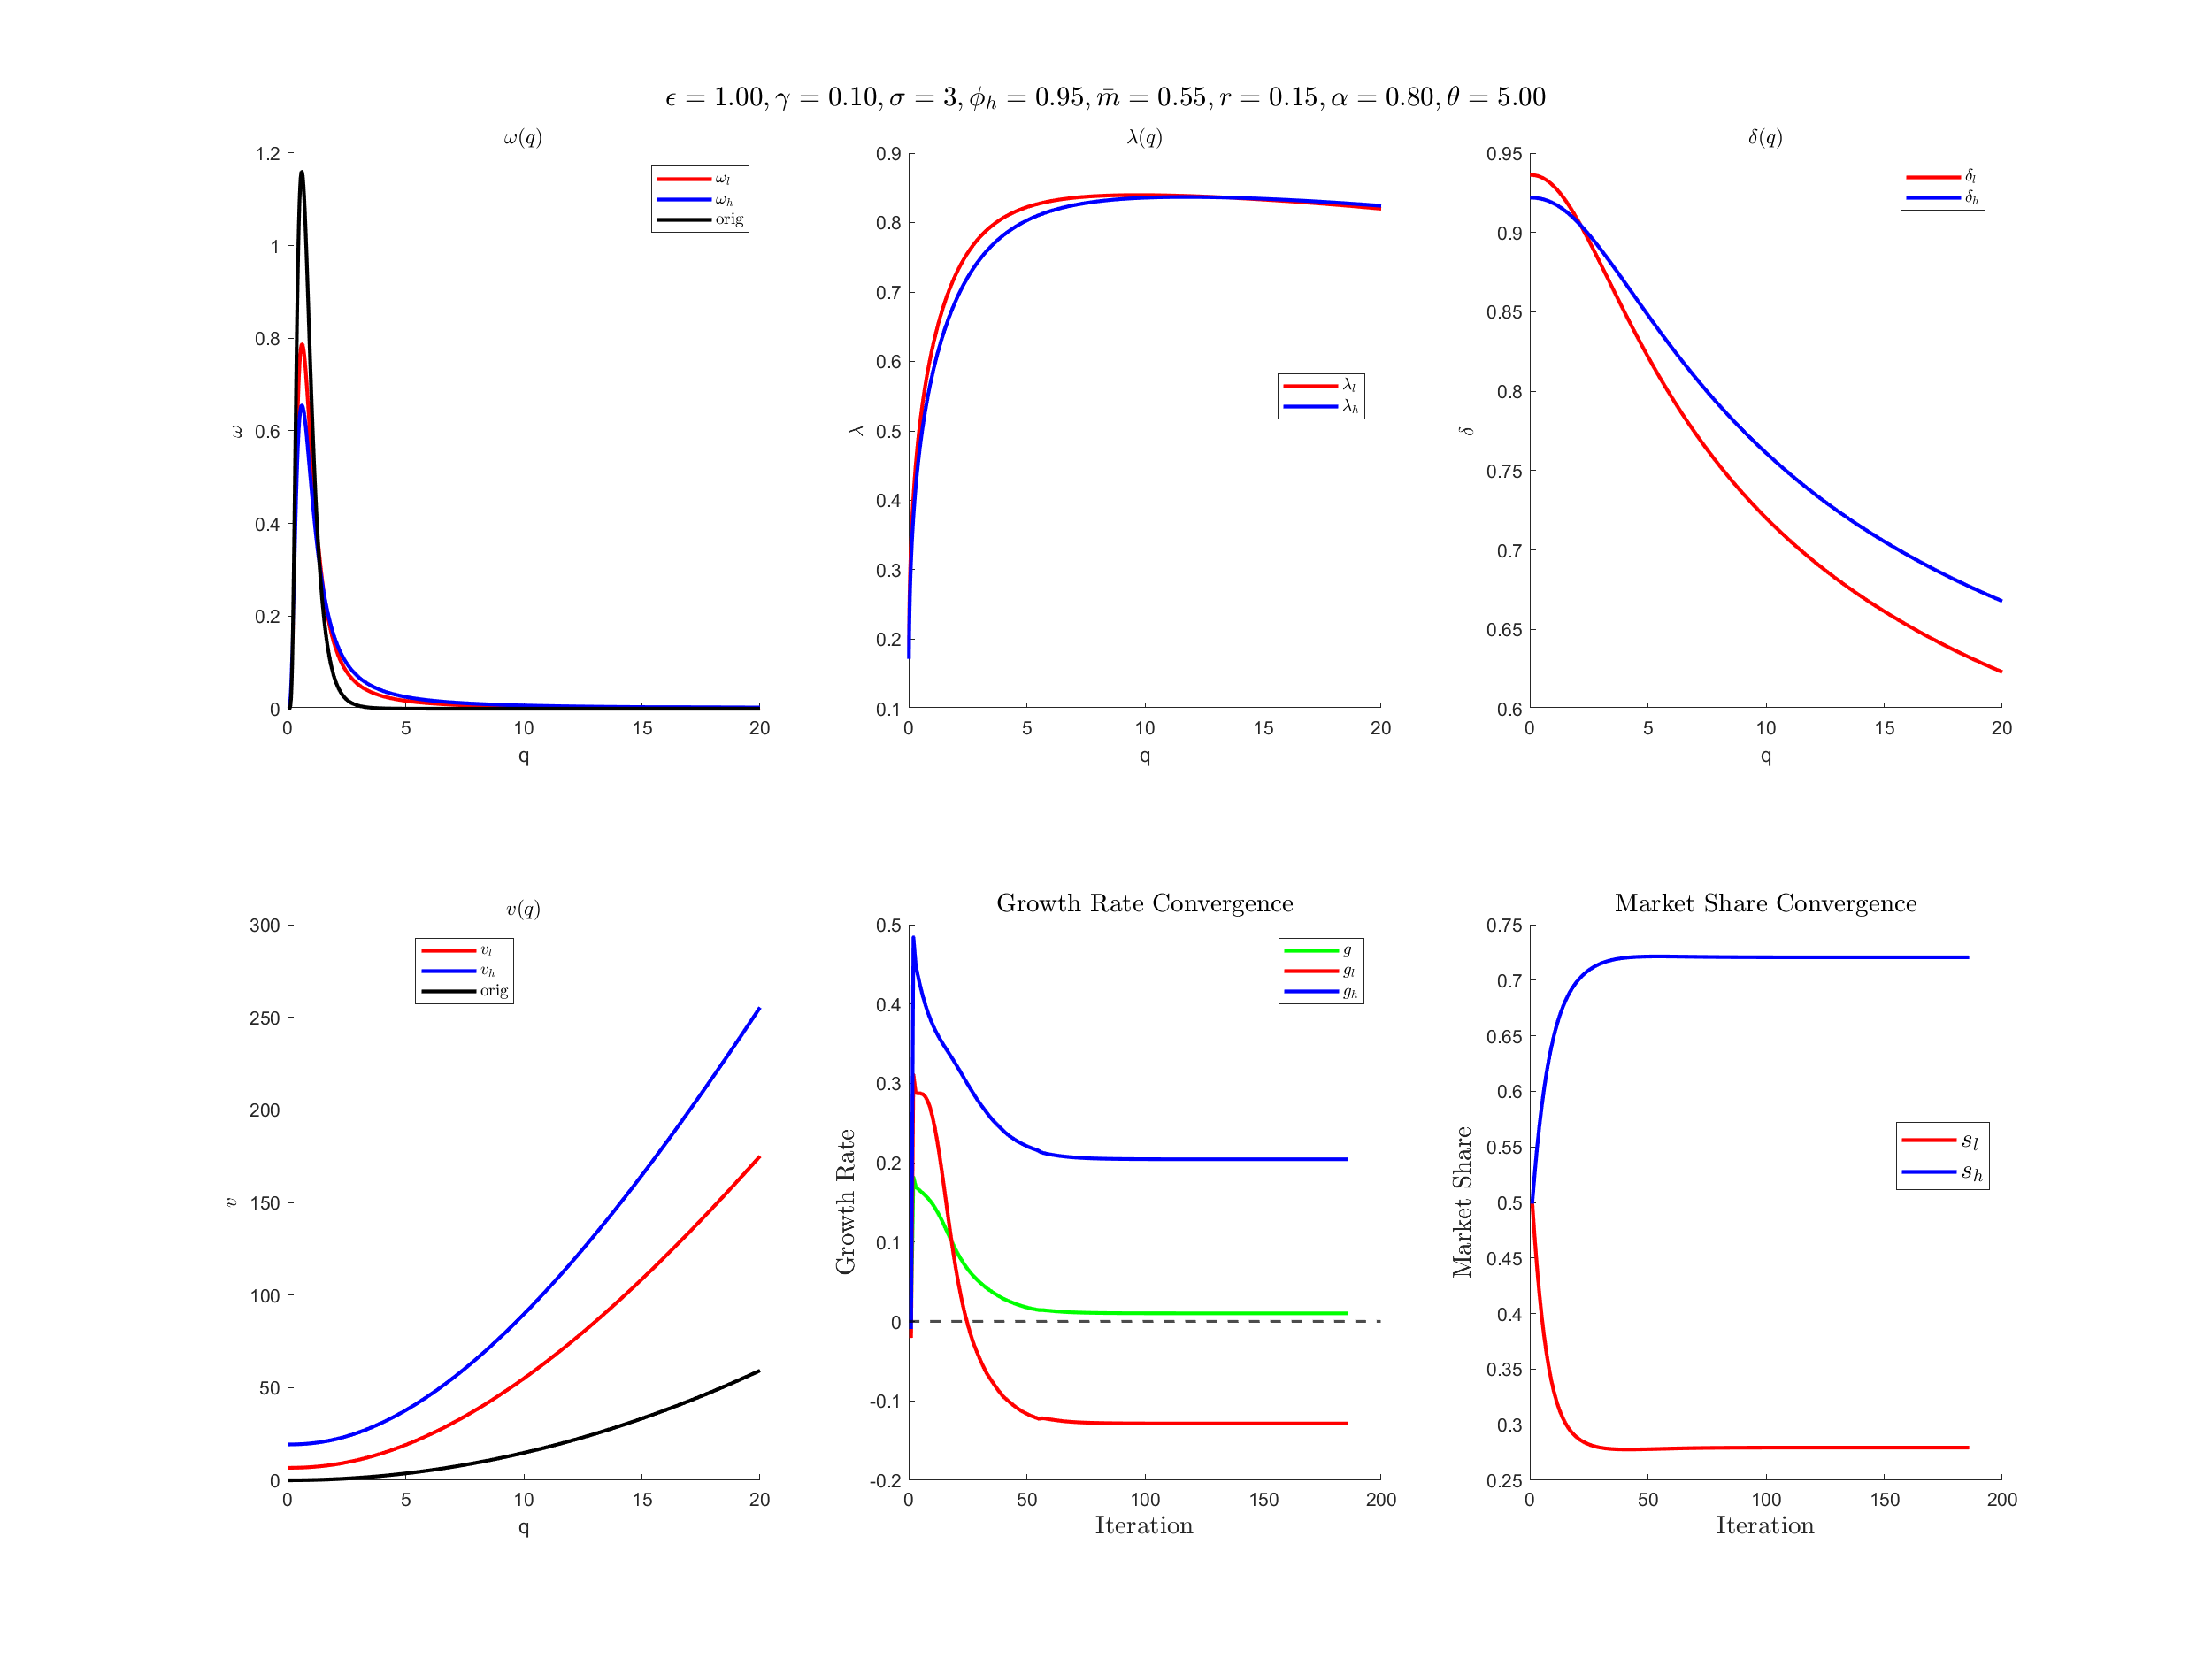 ϵ = 1.00, γ = 0.10, σ = 3, ϕ_h = 0.95, m̄ = 0.55, r = 0.15, α = 0.80, θ = 5.00
ω(q)
1.2
1
0.8
0.6
0.4
0.2
0
0 5 10 15 20
q
ω
ω_l
ω_h
orig
λ(q)
0.9
0.8
0.7
0.6
0.5
0.4
0.3
0.2
0.1
0 5 10 15 20
q
λ
λ_l
λ_h
δ(q)
0.95
0.9
0.85
0.8
0.75
0.7
0.65
0.6
0 5 10 15 20
q
δ
δ_l
δ_h
v(q)
300
250
200
150
100
50
0
0 5 10 15 20
q
v
v_l
v_h
orig
Growth Rate Convergence
0.5
0.4
0.3
0.2
0.1
0
-0.1
-0.2
0 50 100 150 200
Iteration
Growth Rate
g
g_l
g_h
Market Share Convergence
0.75
0.7
0.65
0.6
0.55
0.5
0.45
0.4
0.35
0.3
0.25
0 50 100 150 200
Iteration
Market Share
s_l
s_h